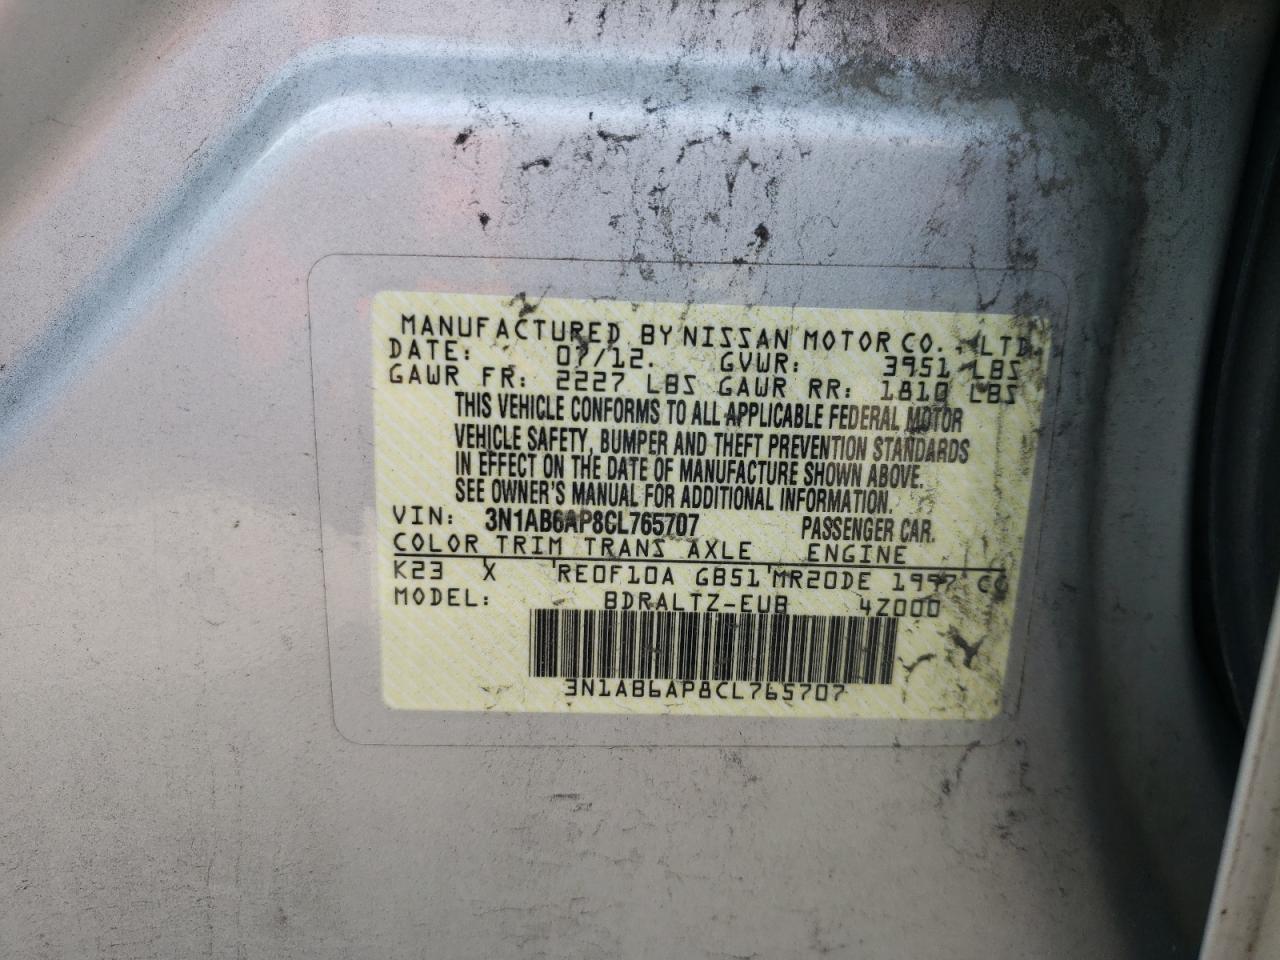 MANUFACTURED BY NISSAN MOTOR CO., LTD.
DATE: 07/12. GVWR: 3951 LBS
GAWR FR: 2227 LBS GAWR RR: 1810 LBS
THIS VEHICLE CONFORMS TO ALL APPLICABLE FEDERAL MOTOR
VEHICLE SAFETY, BUMPER AND THEFT PREVENTION STANDARDS
IN EFFECT ON THE DATE OF MANUFACTURE SHOWN ABOVE.
SEE OWNER'S MANUAL FOR ADDITIONAL INFORMATION.
VIN: 3N1AB6AP8CL765707 PASSENGER CAR.
COLOR TRIM TRANS AXLE ENGINE
K23 X RE0F10A GB51 MR20DE 1997 CC
MODEL: BDRALTZ-EUB 4Z000
3N1AB6AP8CL765707